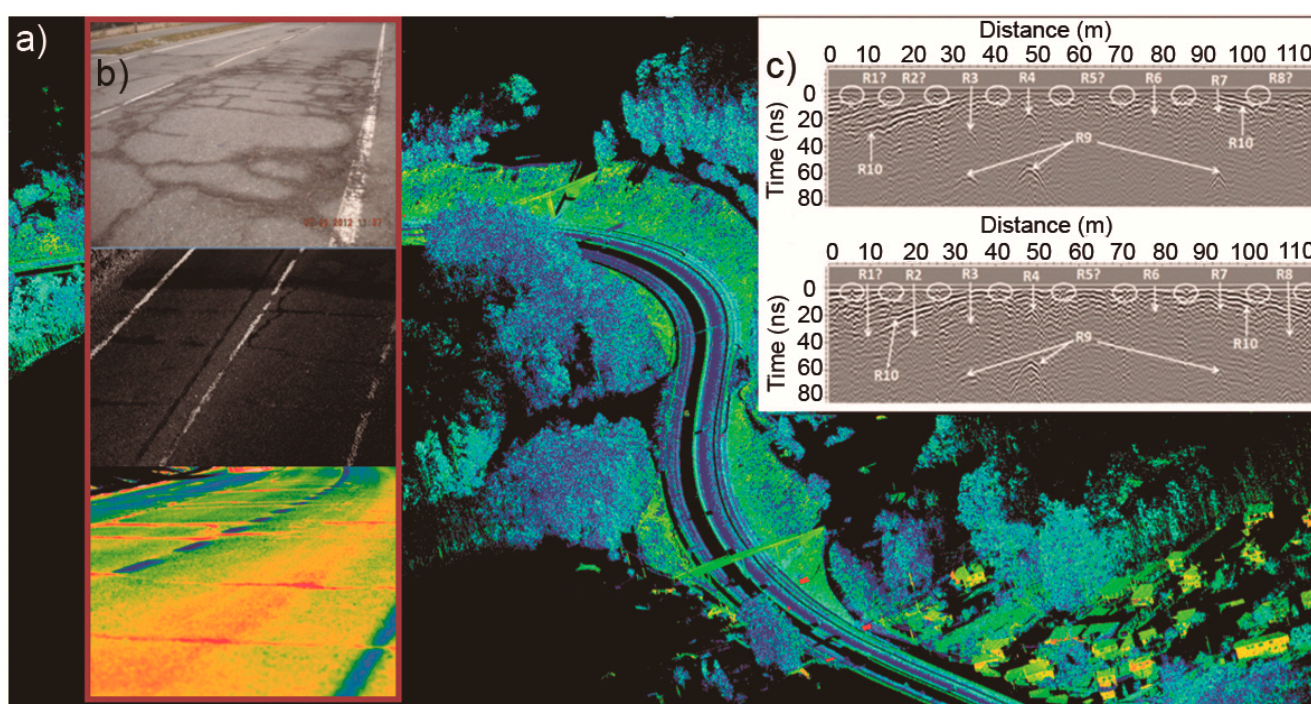 a)
b)
c)
Distance (m)
0 10 20 30 40 50 60 70 80 90 100 110
R1? R2? R3 R4 R5? R6 R7 R8?
Time (ns)
0
20
40
60
80
R9
R10
R10
Distance (m)
0 10 20 30 40 50 60 70 80 90 100 110
R1? R2 R3 R4 R5? R6 R7 R8
Time (ns)
0
20
40
60
80
R9
R10
R10